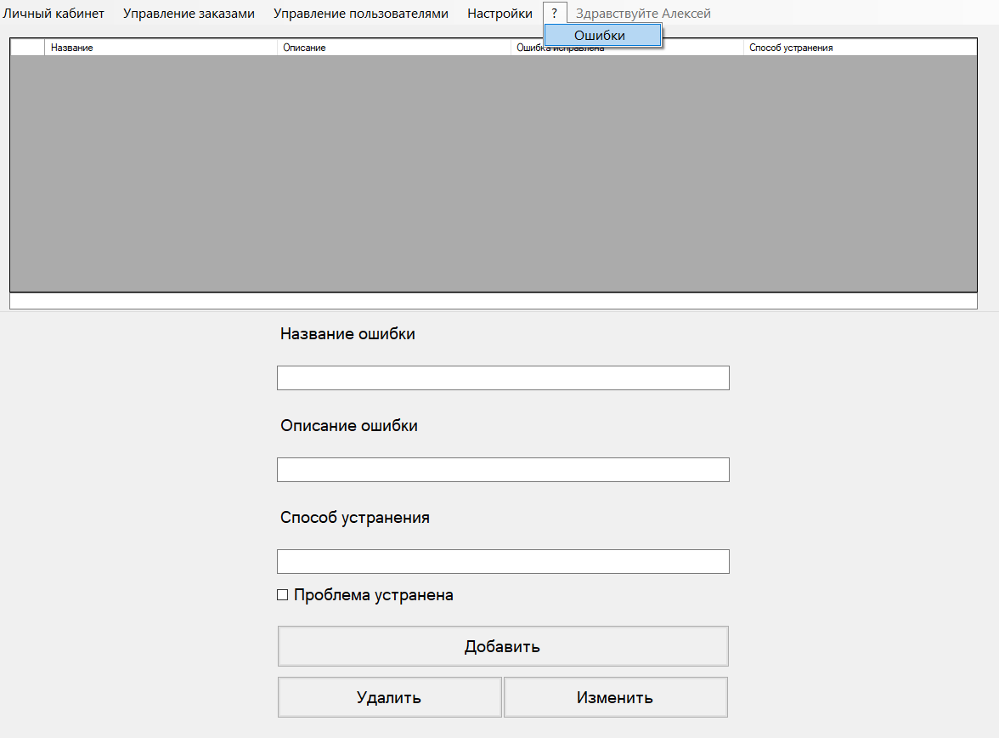 Личный кабинет Управление заказами Управление пользователями Настройки ? Здравствуйте Алексей
Ошибки
Название Описание Ошибка исправлена Способ устранения
Название ошибки
Описание ошибки
Способ устранения
Проблема устранена
Добавить
Удалить Изменить